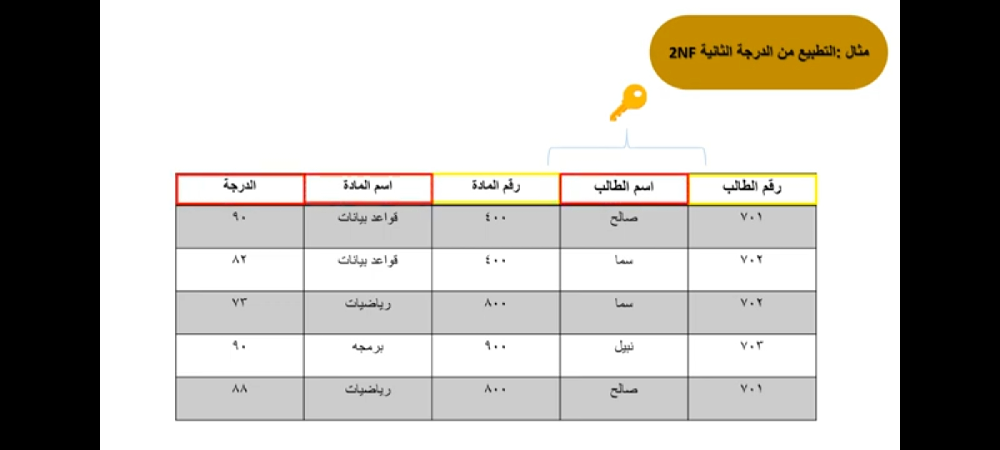 مثال :التطبيع من الدرجة الثانية 2NF
رقم الطالب اسم الطالب رقم المادة اسم المادة الدرجة
٧٠١ صالح ٤٠٠ قواعد بيانات ٩٠
٧٠٢ سما ٤٠٠ قواعد بيانات ٨٢
٧٠٢ سما ٨٠٠ رياضيات ٧٣
٧٠٣ نبيل ٩٠٠ برمجه ٩٠
٧٠١ صالح ٨٠٠ رياضيات ٨٨